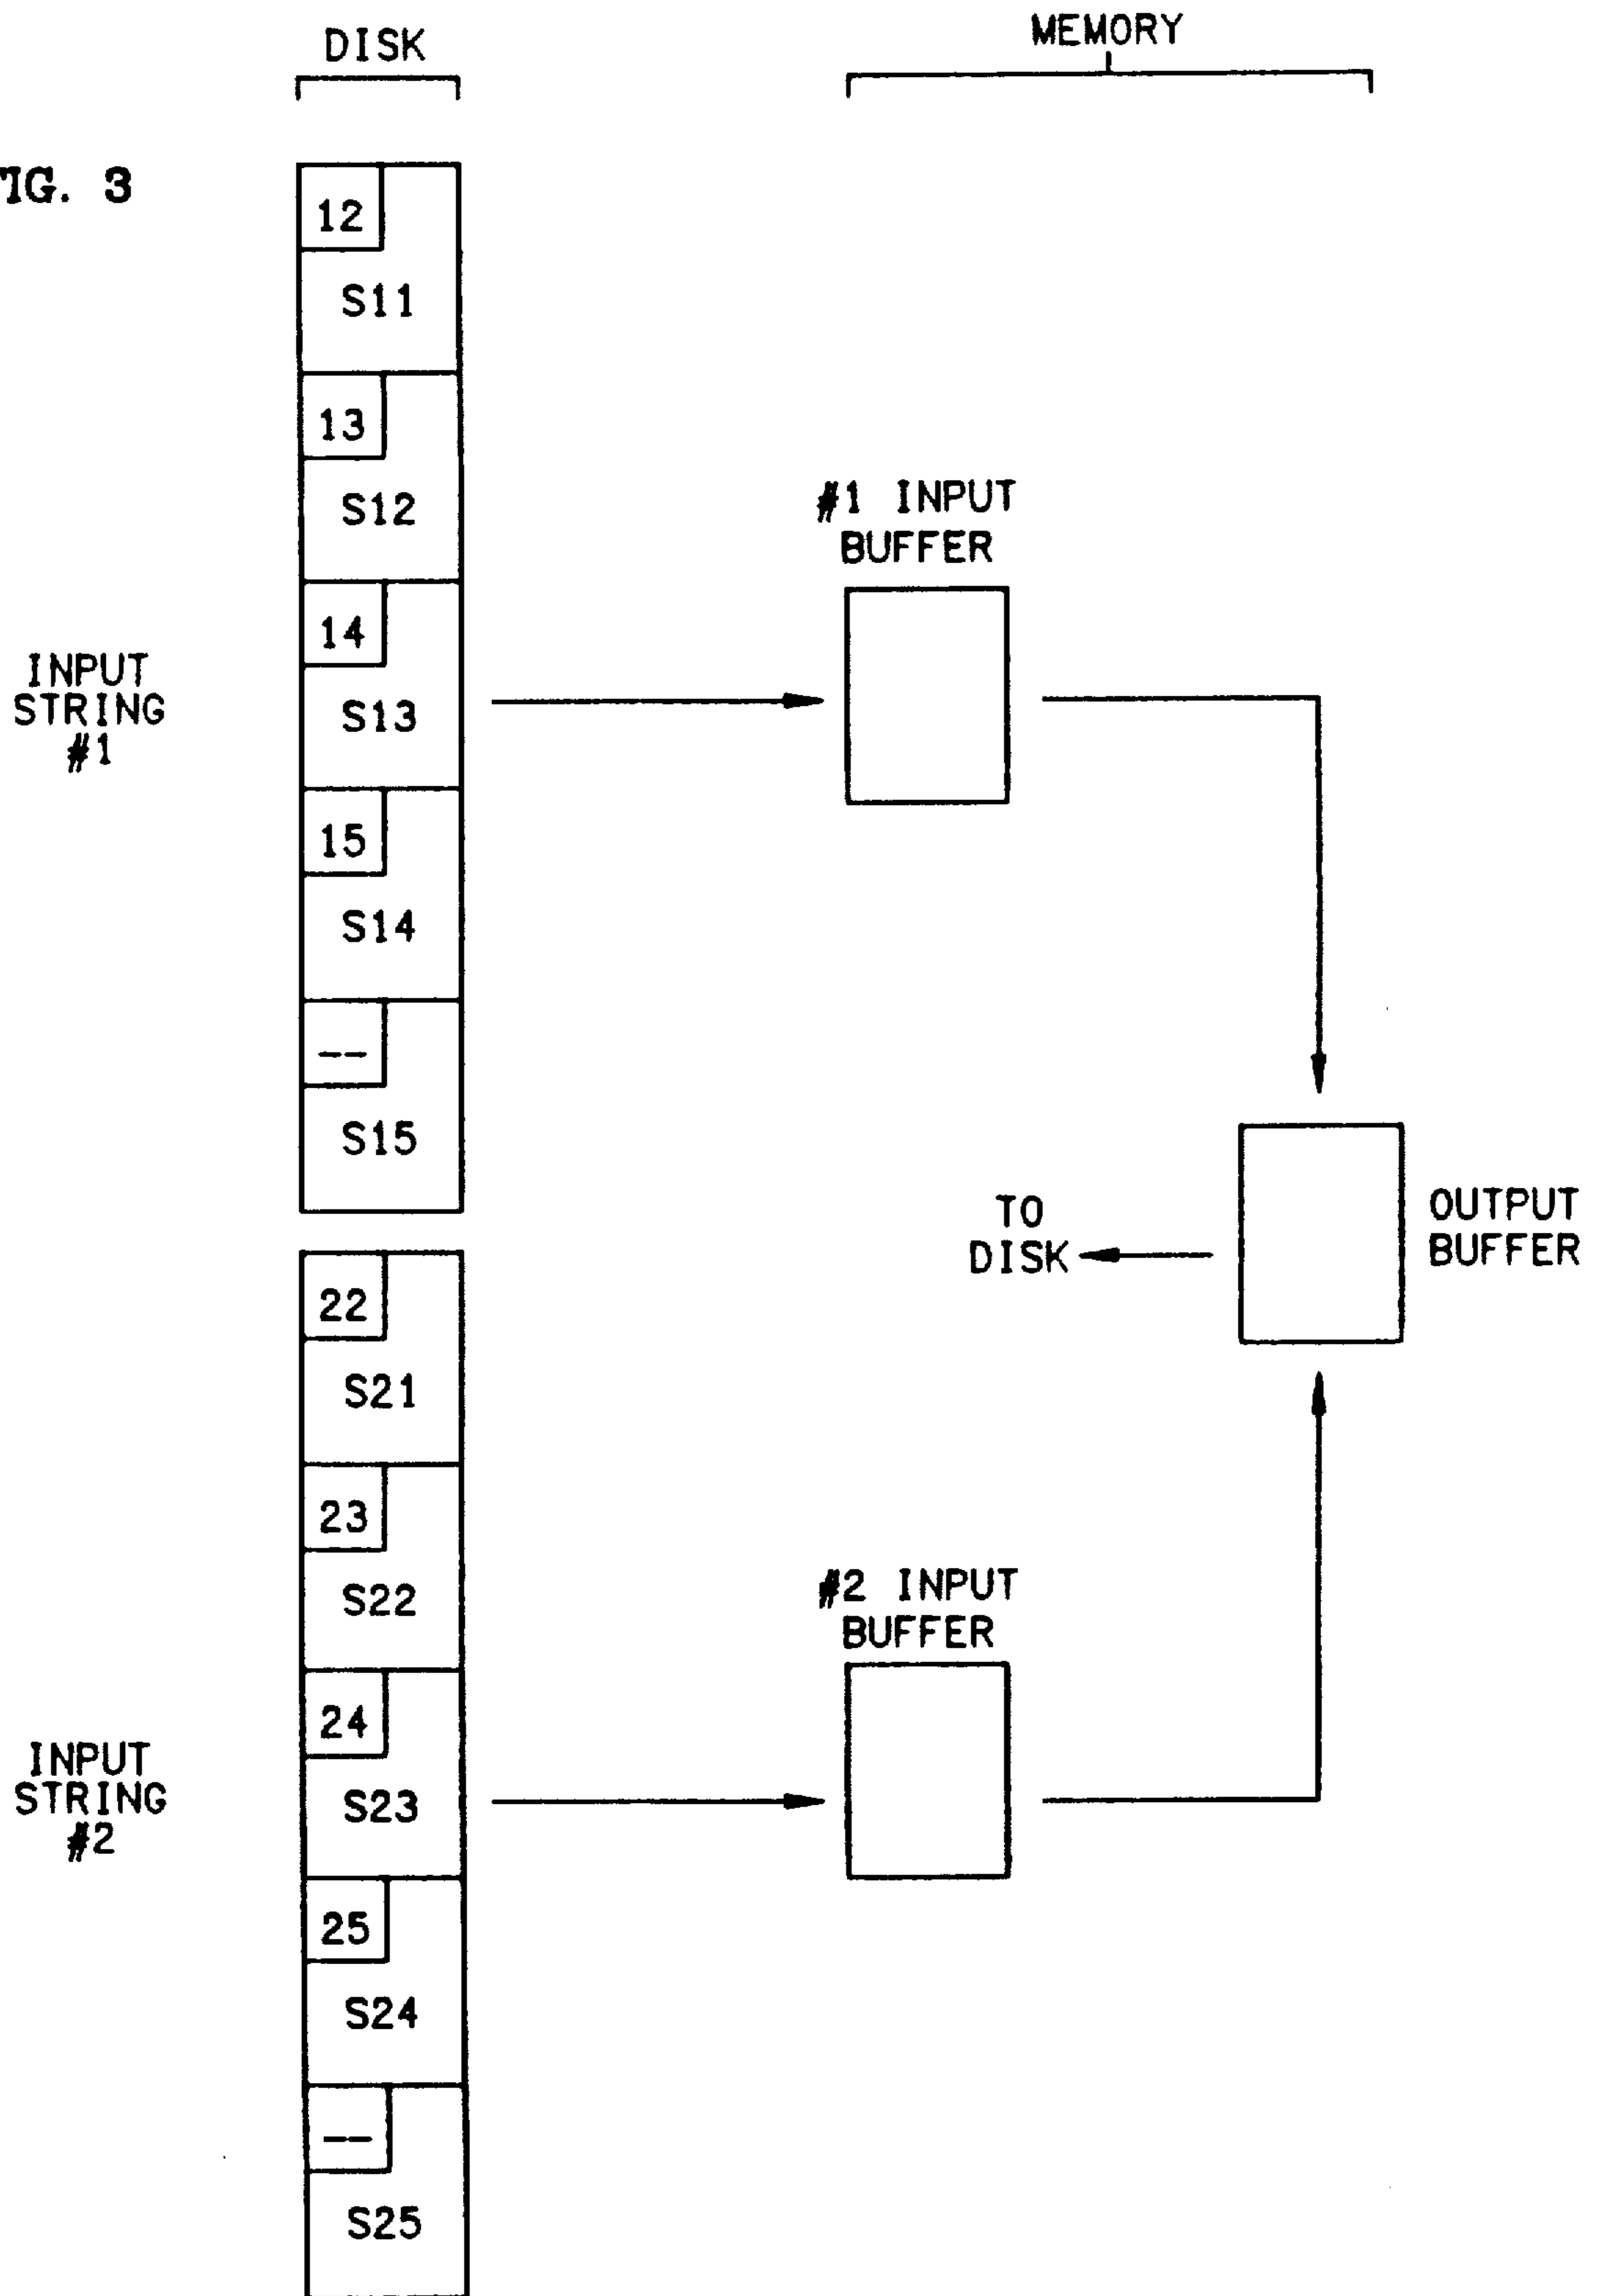 DISK
MEMORY
FIG. 3
12
S11
13
S12
14
S13
15
S14
--
S15
INPUT
STRING
#1
#1 INPUT
BUFFER
TO
DISK
OUTPUT
BUFFER
22
S21
23
S22
24
S23
25
S24
--
S25
INPUT
STRING
#2
#2 INPUT
BUFFER